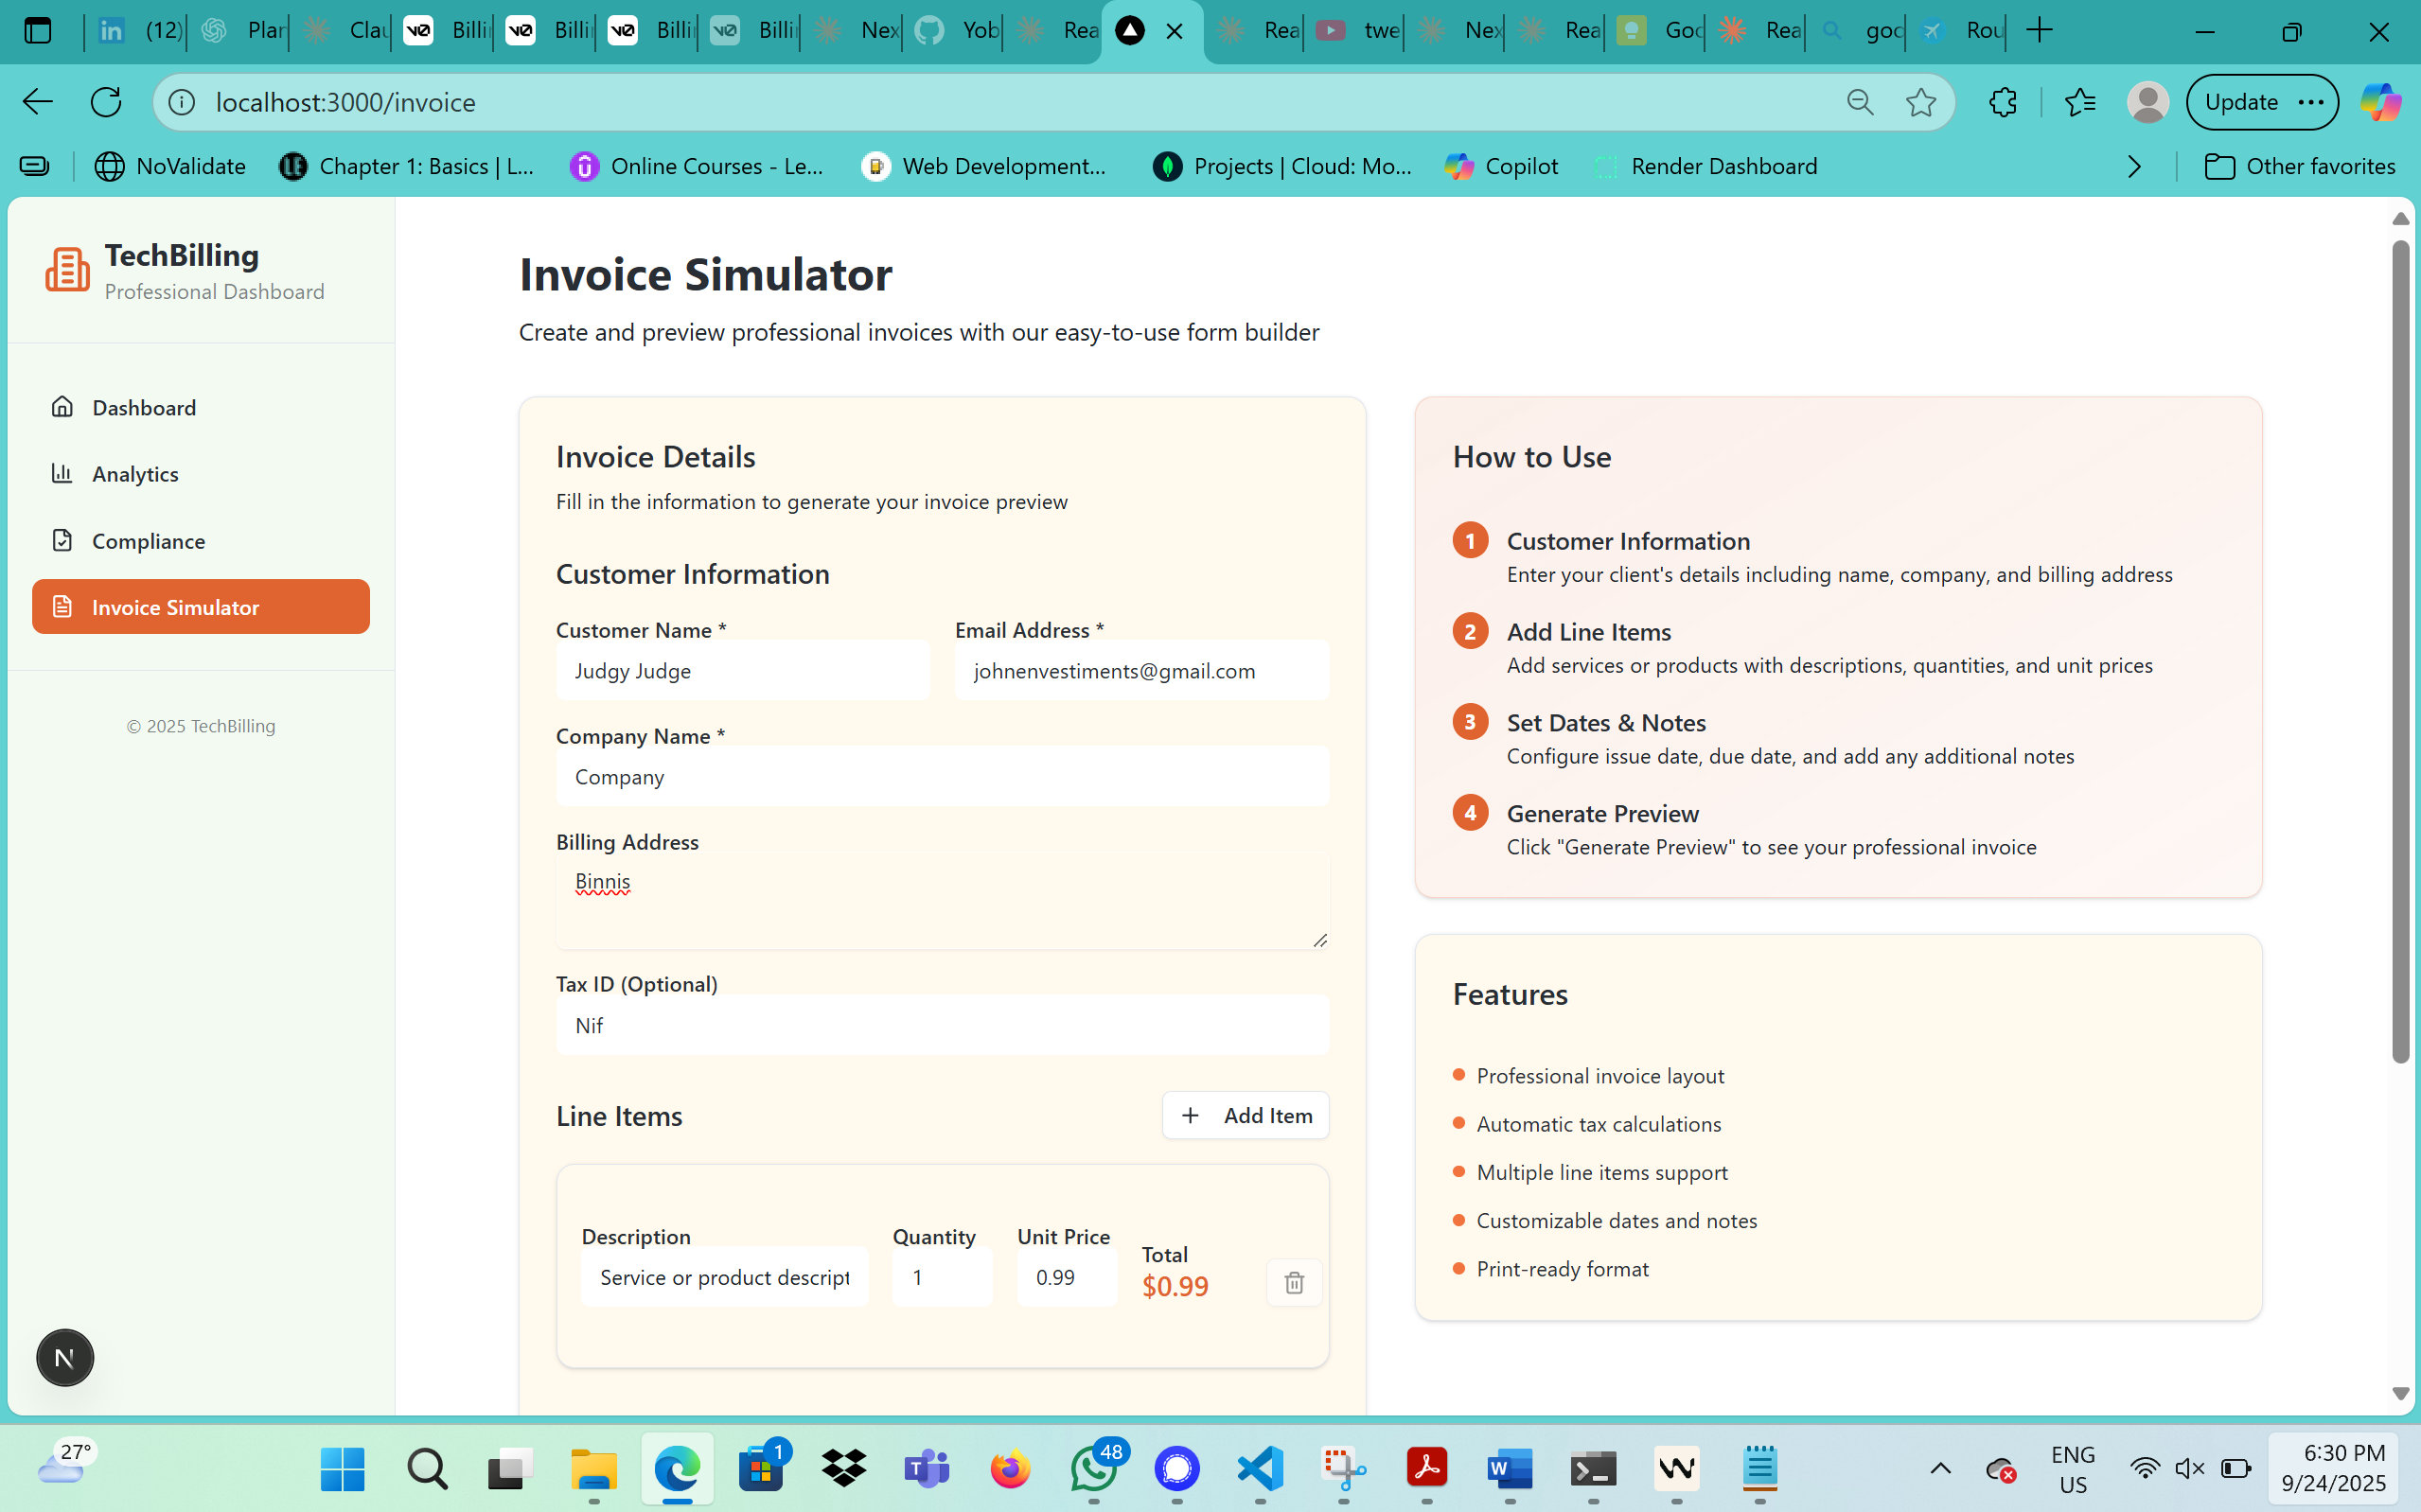 (12)
Plan
Clau
Billin
Billin
Billin
Billin
Nex
Yob
Rea
Rea
twe
Nex
Rea
Goo
Rea
goo
Rou
localhost:3000/invoice
Update
NoValidate
Chapter 1: Basics | L...
Online Courses - Le...
Web Development...
Projects | Cloud: Mo...
Copilot
Render Dashboard
Other favorites
TechBilling
Professional Dashboard
Dashboard
Analytics
Compliance
Invoice Simulator
© 2025 TechBilling
N
Invoice Simulator
Create and preview professional invoices with our easy-to-use form builder
Invoice Details
Fill in the information to generate your invoice preview
Customer Information
Customer Name *
Email Address *
Judgy Judge
johnenvestiments@gmail.com
Company Name *
Company
Billing Address
Binnis
Tax ID (Optional)
Nif
Line Items
+ Add Item
Description
Quantity
Unit Price
Total
Service or product descript
1
0.99
$0.99
How to Use
1 Customer Information
Enter your client's details including name, company, and billing address
2 Add Line Items
Add services or products with descriptions, quantities, and unit prices
3 Set Dates & Notes
Configure issue date, due date, and add any additional notes
4 Generate Preview
Click "Generate Preview" to see your professional invoice
Features
Professional invoice layout
Automatic tax calculations
Multiple line items support
Customizable dates and notes
Print-ready format
27°
1
48
ENG
US
6:30 PM
9/24/2025